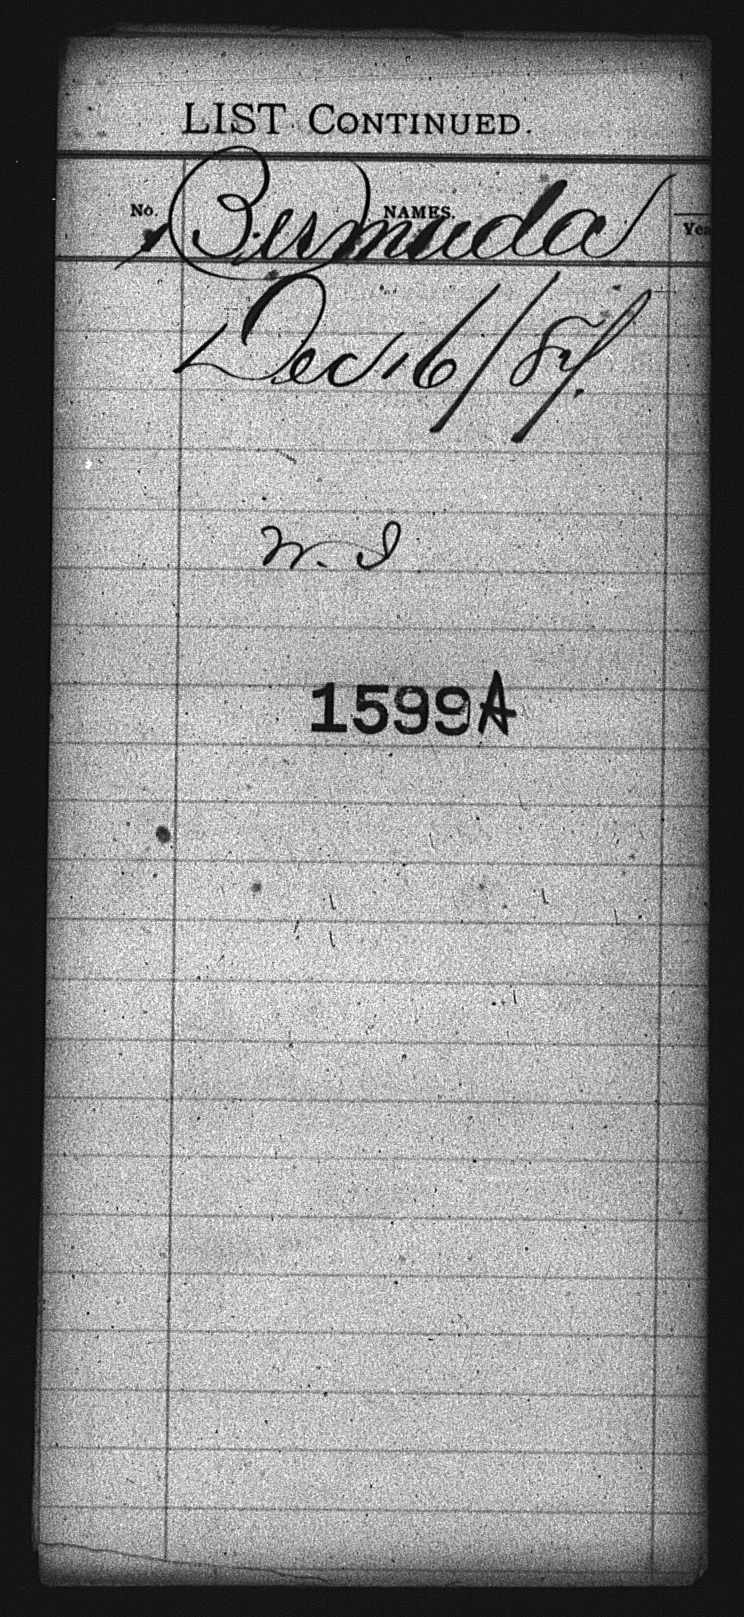 LIST CONTINUED.
No. NAMES. Yea
Bermuda
Dec 16/87.
W. I
1599A